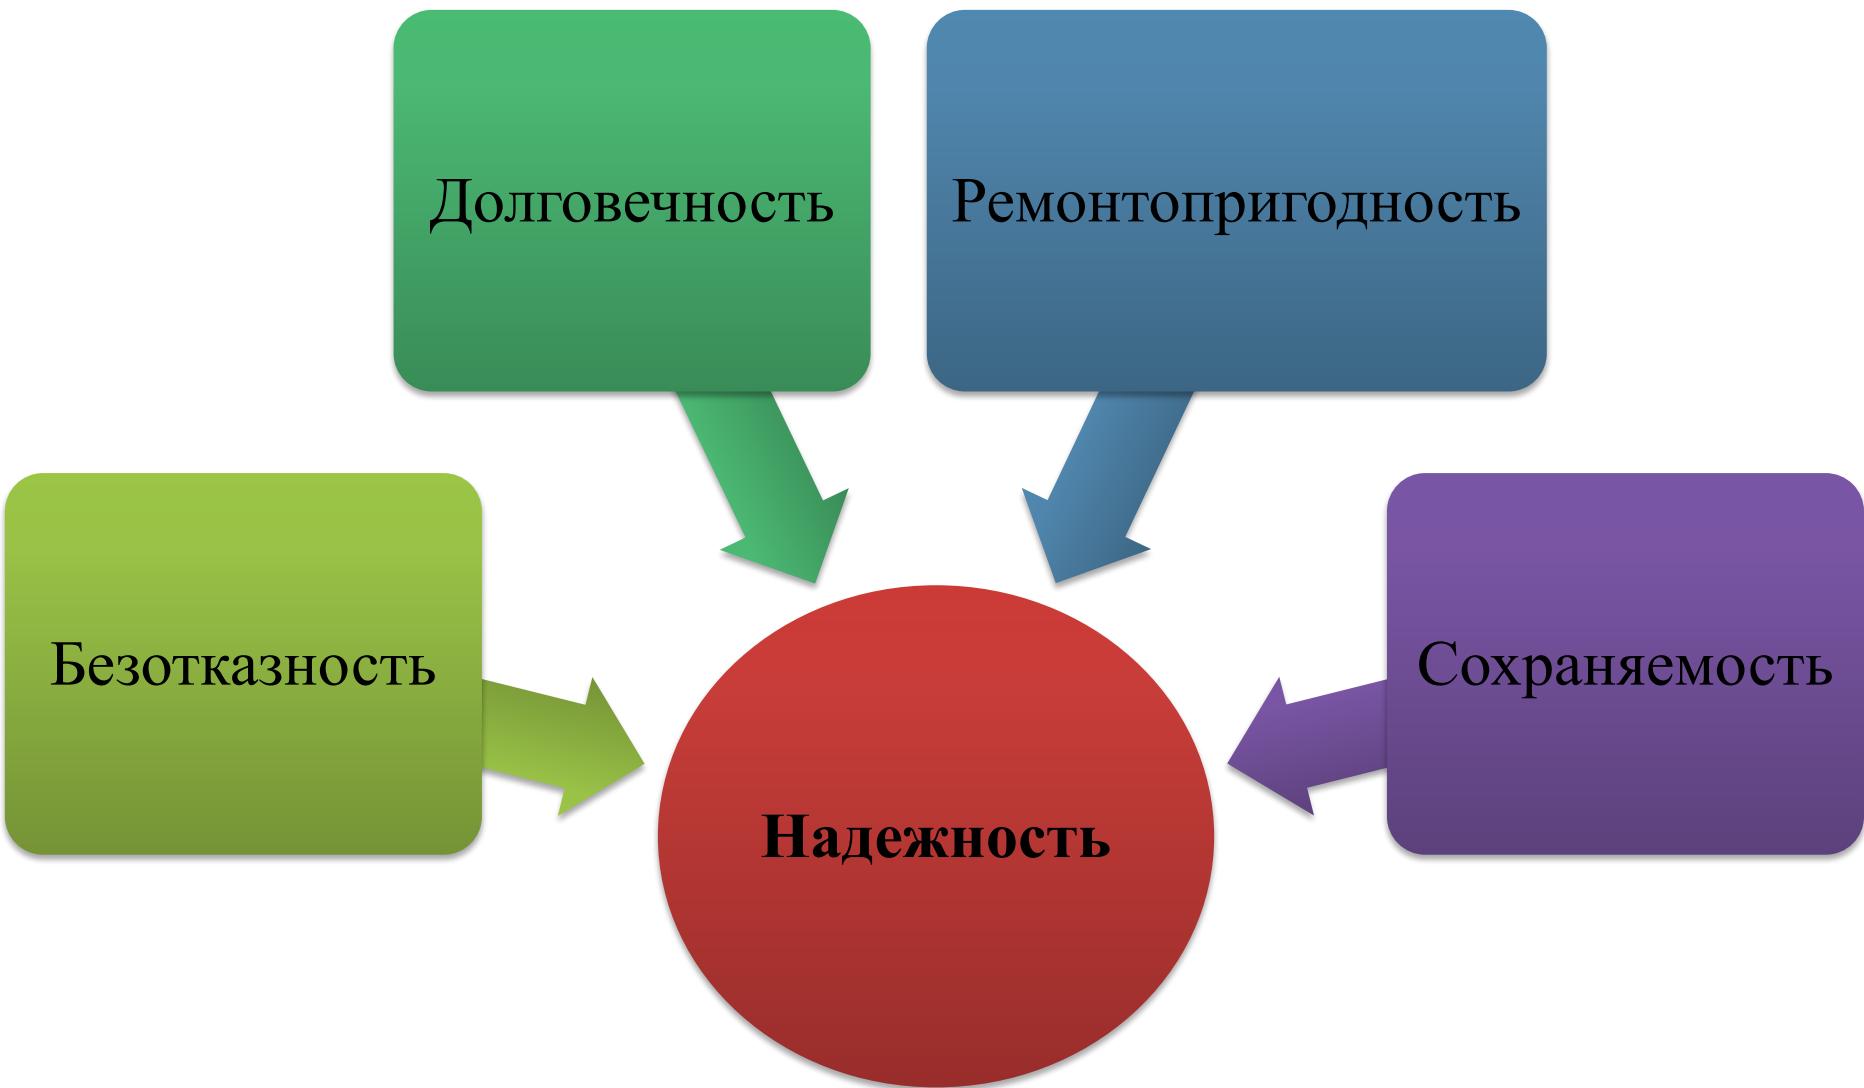 Долговечность
Ремонтопригодность
Безотказность
Сохраняемость
Надежность